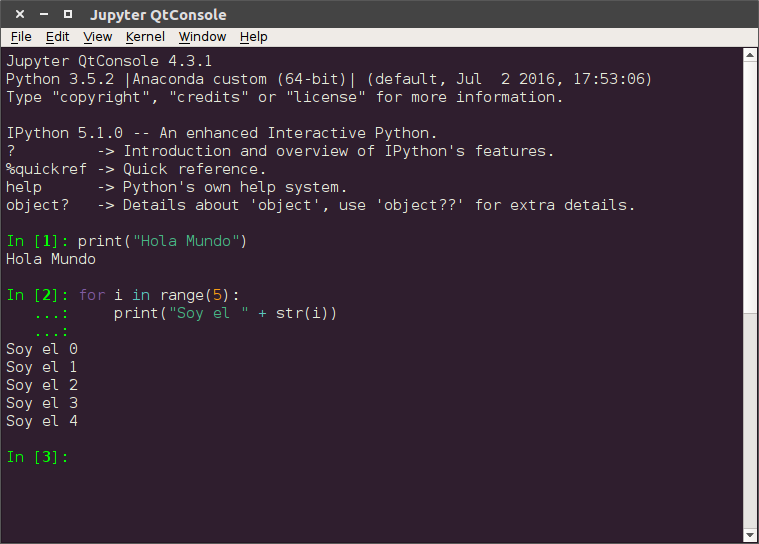 Jupyter QtConsole
File Edit View Kernel Window Help
Jupyter QtConsole 4.3.1
Python 3.5.2 |Anaconda custom (64-bit)| (default, Jul  2 2016, 17:53:06)
Type "copyright", "credits" or "license" for more information.

IPython 5.1.0 -- An enhanced Interactive Python.
?         -> Introduction and overview of IPython's features.
%quickref -> Quick reference.
help      -> Python's own help system.
object?   -> Details about 'object', use 'object??' for extra details.

In [1]: print("Hola Mundo")
Hola Mundo

In [2]: for i in range(5):
   ...:     print("Soy el " + str(i))
   ...:
Soy el 0
Soy el 1
Soy el 2
Soy el 3
Soy el 4

In [3]: